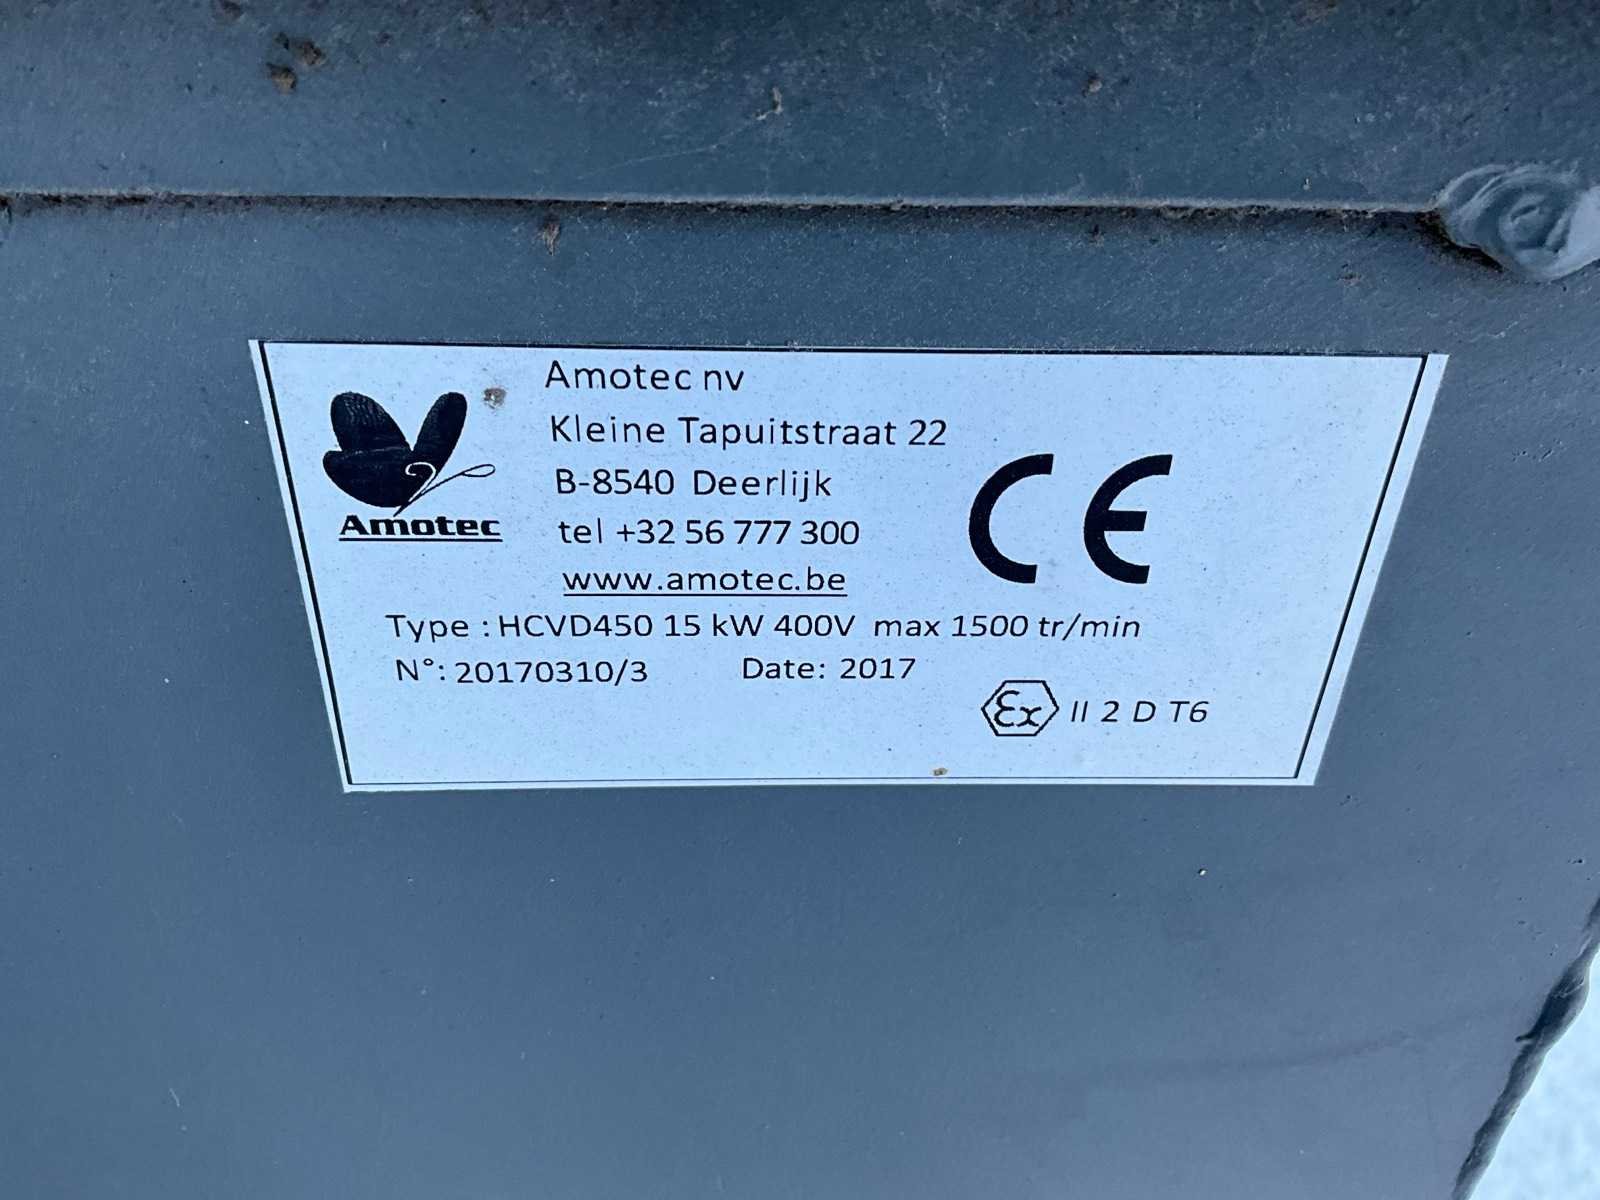 Amotec nv
Kleine Tapuitstraat 22
B-8540 Deerlijk
tel +32 56 777 300
www.amotec.be
Amotec
CE
Type : HCVD450 15 kW 400V max 1500 tr/min
N°: 20170310/3 Date: 2017
Ex II 2 D T6